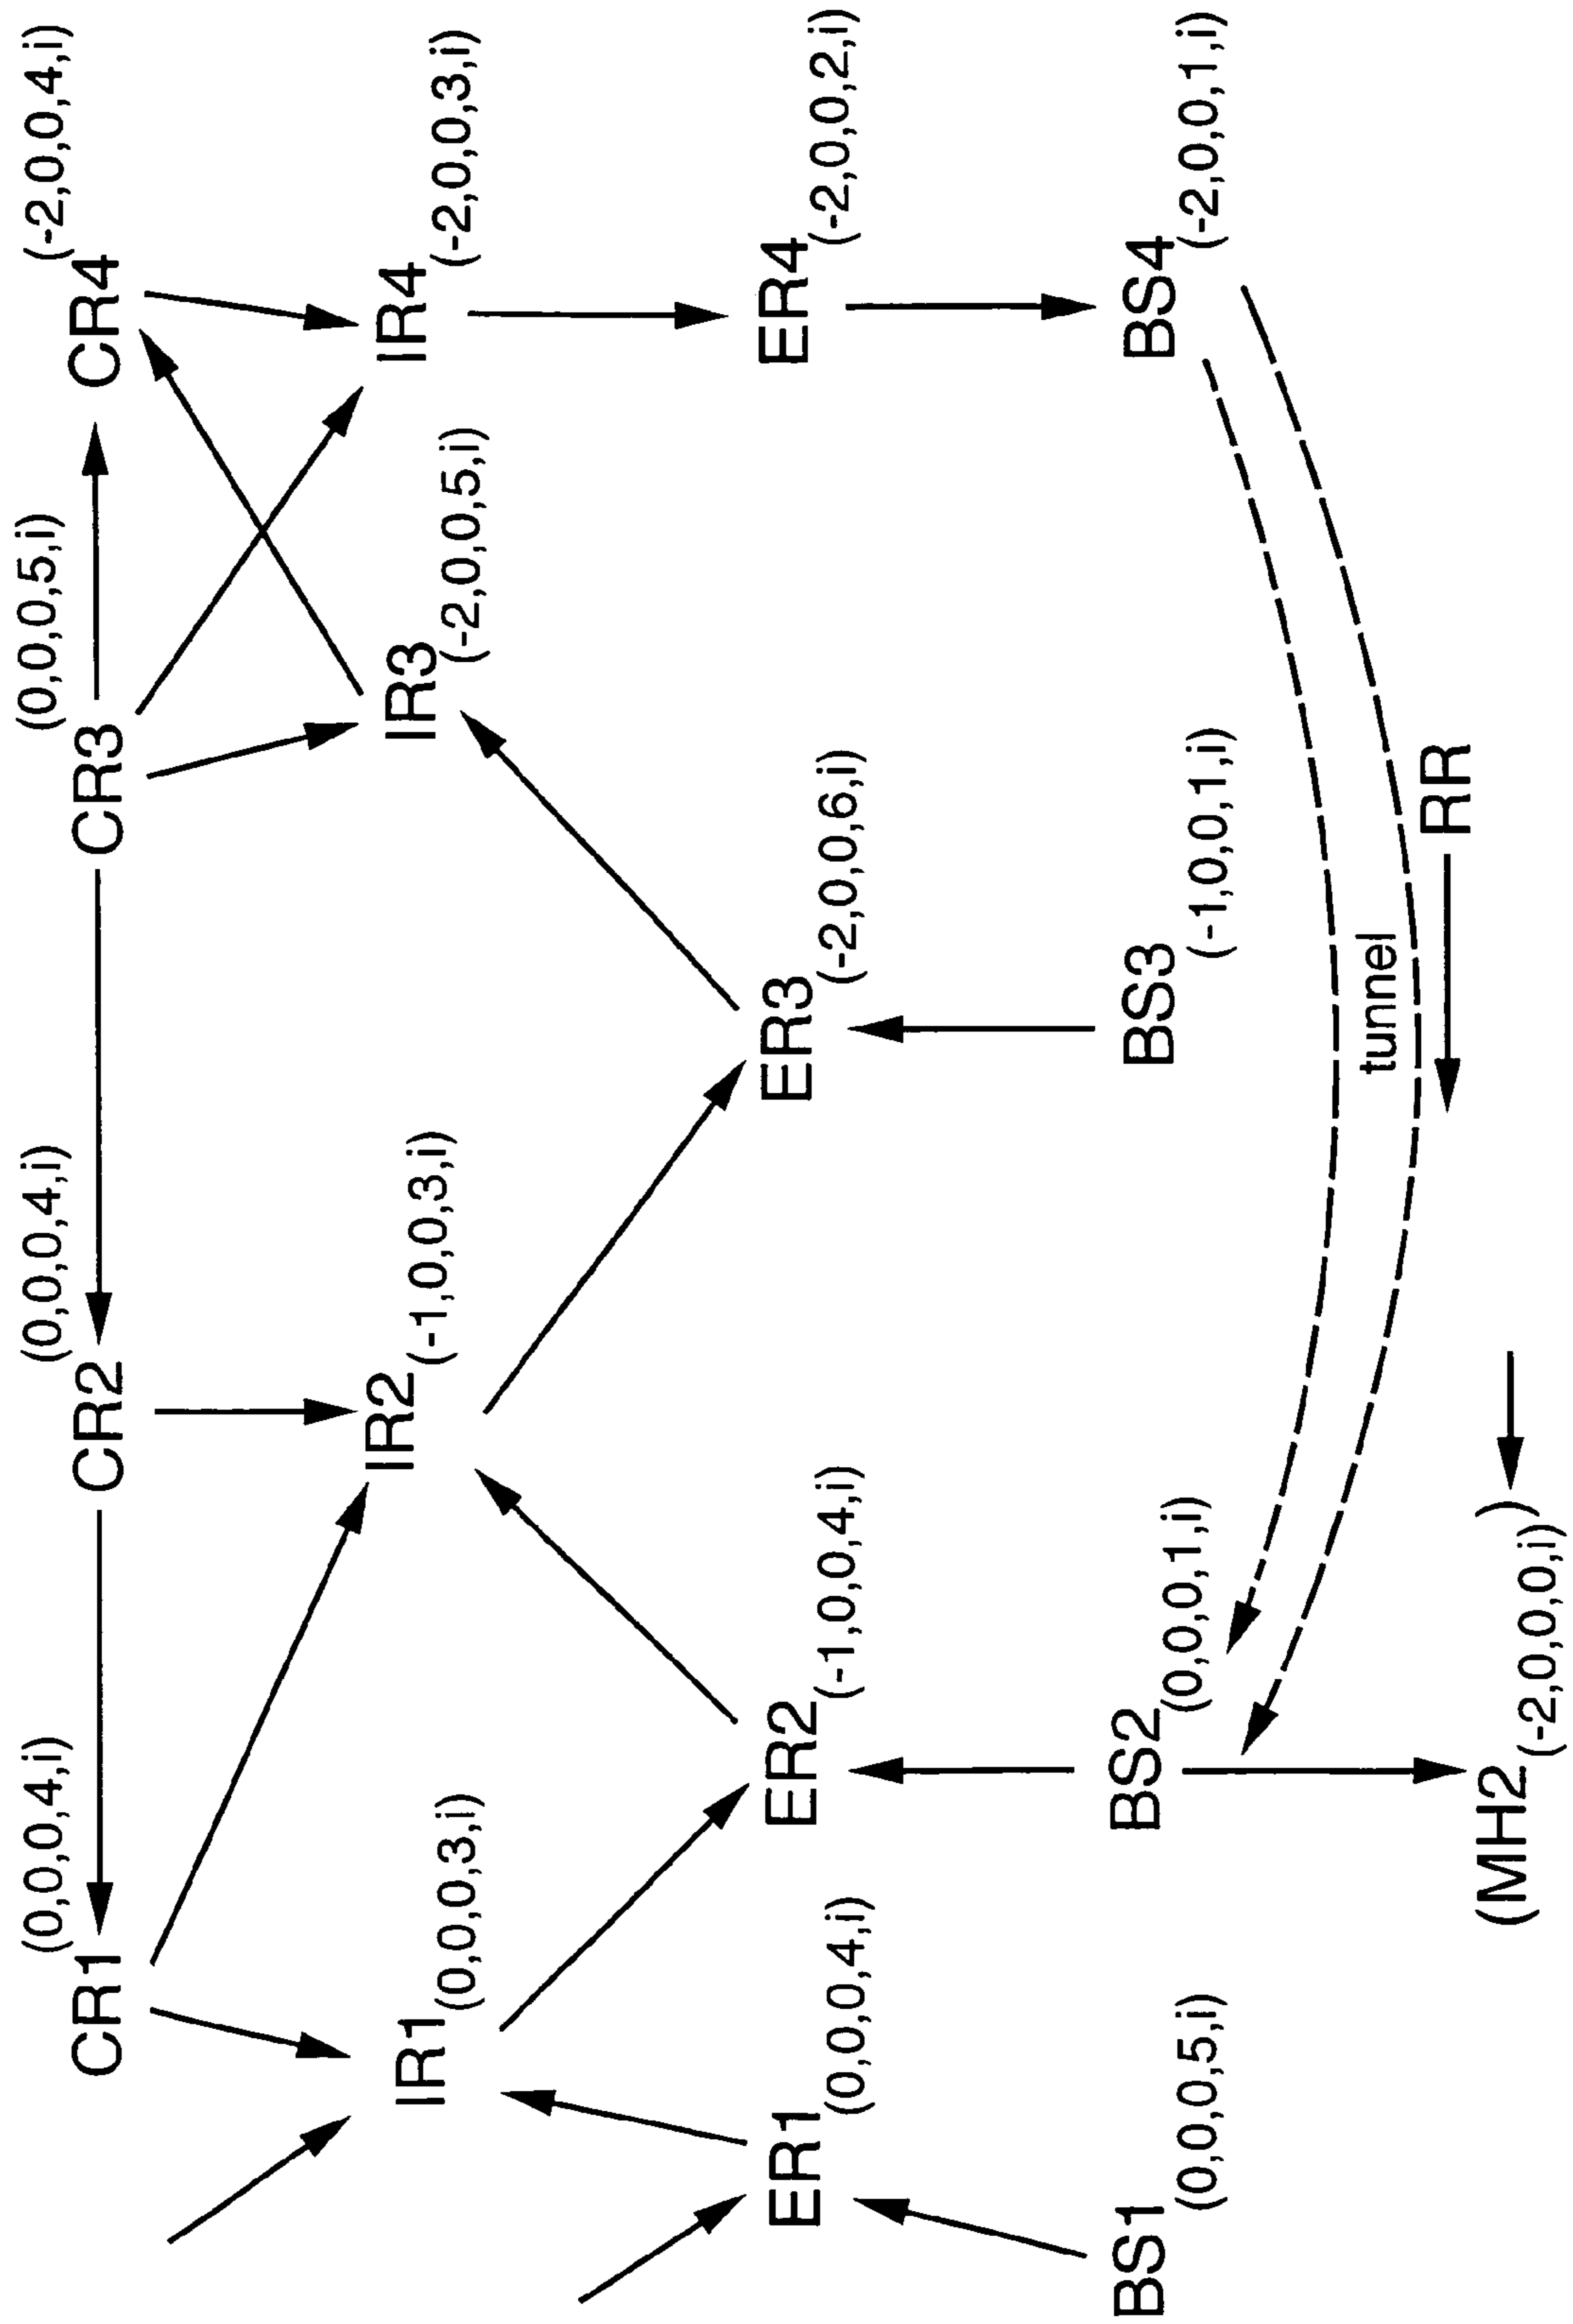 CR1 (0,0,0,4,i)
CR2 (0,0,0,4,i)
CR3 (0,0,0,5,i)
CR4 (-2,0,0,4,i)
IR1 (0,0,0,3,i)
IR2 (-1,0,0,3,i)
IR3 (-2,0,0,5,i)
IR4 (-2,0,0,3,i)
ER1 (0,0,0,4,i)
ER2 (-1,0,0,4,i)
ER3 (-2,0,0,6,i)
ER4 (-2,0,0,2,i)
BS1 (0,0,0,5,i)
BS2 (0,0,0,1,i)
BS3 (-1,0,0,1,i)
BS4 (-2,0,0,1,i)
tunnel
RR
(MH2 (-2,0,0,0,i))